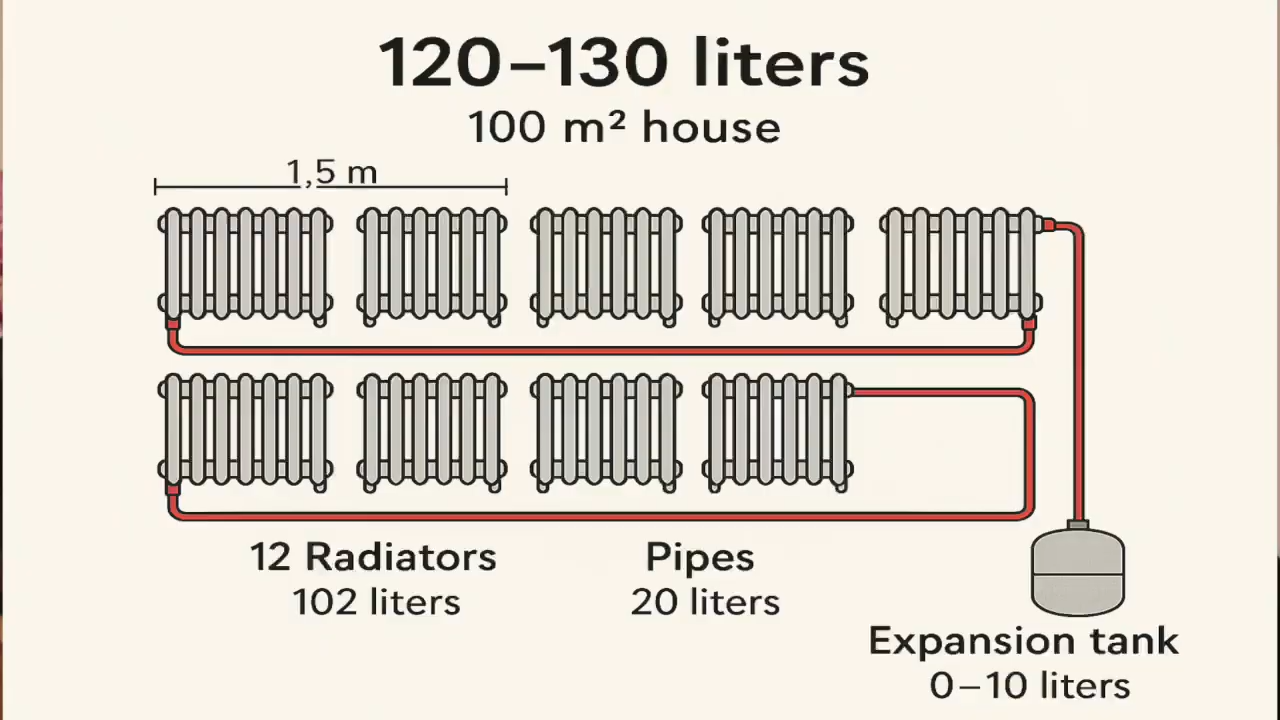 120–130 liters
100 m² house
1,5 m
12 Radiators
102 liters
Pipes
20 liters
Expansion tank
0–10 liters